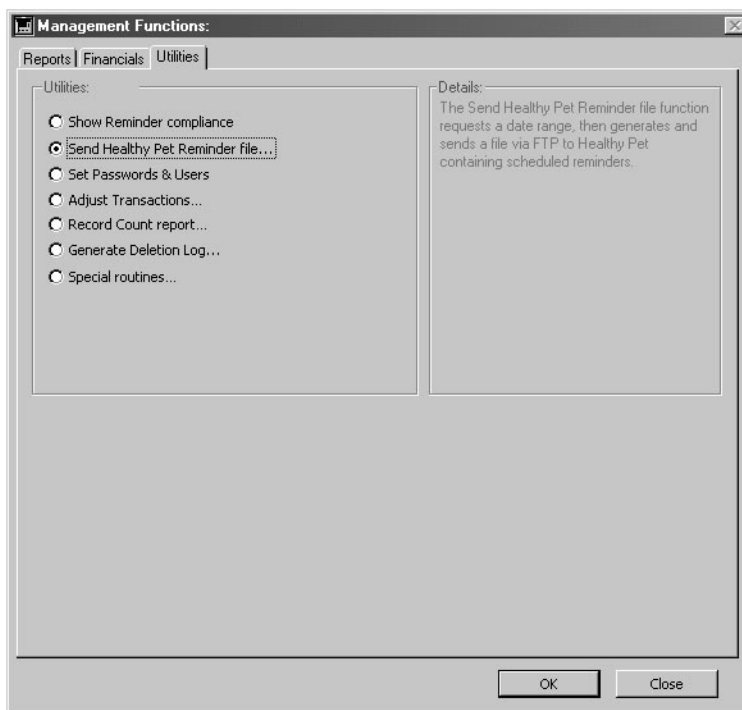 Management Functions:
Reports Financials Utilities
Utilities:
Show Reminder compliance
Send Healthy Pet Reminder file...
Set Passwords & Users
Adjust Transactions...
Record Count report...
Generate Deletion Log...
Special routines...
Details:
The Send Healthy Pet Reminder file function
requests a date range, then generates and
sends a file via FTP to Healthy Pet
containing scheduled reminders.
OK Close